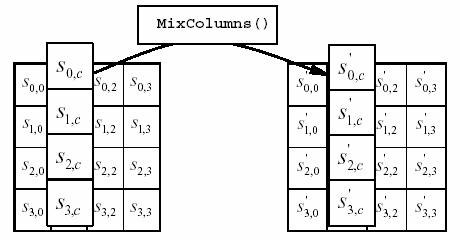 MixColumns()
s0,0 s0,c s0,2 s0,3 s'0,0 s'0,c s'0,2 s'0,3
s1,0 s1,c s1,2 s1,3 s'1,0 s'1,c s'1,2 s'1,3
s2,0 s2,c s2,2 s2,3 s'2,0 s'2,c s'2,2 s'2,3
s3,0 s3,c s3,2 s3,3 s'3,0 s'3,c s'3,2 s'3,3